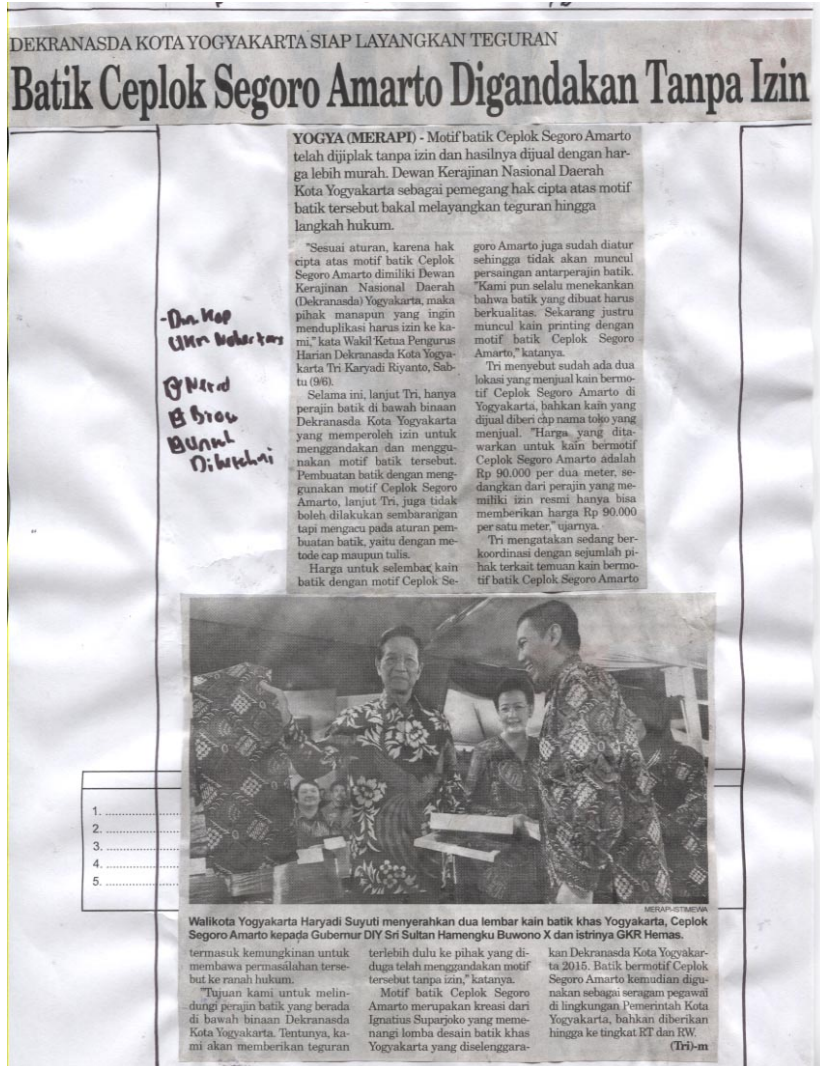 DEKRANASDA KOTA YOGYAKARTA SIAP LAYANGKAN TEGURAN
Batik Ceplok Segoro Amarto Digandakan Tanpa Izin
YOGYA (MERAPI) - Motif batik Ceplok Segoro Amarto
telah dijiplak tanpa izin dan hasilnya dijual dengan har-
ga lebih murah. Dewan Kerajinan Nasional Daerah
Kota Yogyakarta sebagai pemegang hak cipta atas motif
batik tersebut bakal melayangkan teguran hingga
langkah hukum.
"Sesuai aturan, karena hak
cipta atas motif batik Ceplok
Segoro Amarto dimiliki Dewan
Kerajinan Nasional Daerah
(Dekranasda) Yogyakarta, maka
pihak manapun yang ingin
menduplikasi harus izin ke ka-
mi," kata Wakil Ketua Pengurus
Harian Dekranasda Kota Yogya-
karta Tri Karyadi Riyanto, Sab-
tu (9/6).
Selama ini, lanjut Tri, hanya
perajin batik di bawah binaan
Dekranasda Kota Yogyakarta
yang memperoleh izin untuk
menggandakan dan menggu-
nakan motif batik tersebut.
Pembuatan batik dengan meng-
gunakan motif Ceplok Segoro
Amarto, lanjut Tri, juga tidak
boleh dilakukan sembarangan
tapi mengacu pada aturan pem-
buatan batik, yaitu dengan me-
tode cap maupun tulis.
Harga untuk selembar kain
batik dengan motif Ceplok Se-
goro Amarto juga sudah diatur
sehingga tidak akan muncul
persaingan antarperajin batik.
"Kami pun selalu menekankan
bahwa batik yang dibuat harus
berkualitas. Sekarang justru
muncul kain printing dengan
motif batik Ceplok Segoro
Amarto," katanya.
Tri menyebut sudah ada dua
lokasi yang menjual kain bermo-
tif Ceplok Segoro Amarto di
Yogyakarta, bahkan kain yang
dijual diberi cap nama toko yang
menjual. "Harga yang dita-
warkan untuk kain bermotif
Ceplok Segoro Amarto adalah
Rp 90.000 per dua meter, se-
dangkan dari perajin yang me-
miliki izin resmi hanya bisa
memberikan harga Rp 90.000
per satu meter," ujarnya.
Tri mengatakan sedang ber-
koordinasi dengan sejumlah pi-
hak terkait temuan kain bermo-
tif batik Ceplok Segoro Amarto
1. ....................
2. ....................
3. ....................
4. ....................
5. ....................
MERAPI-ISTIMEWA
Walikota Yogyakarta Haryadi Suyuti menyerahkan dua lembar kain batik khas Yogyakarta, Ceplok
Segoro Amarto kepada Gubernur DIY Sri Sultan Hamengku Buwono X dan istrinya GKR Hemas.
termasuk kemungkinan untuk
membawa permasalahan terse-
but ke ranah hukum.
"Tujuan kami untuk melin-
dungi perajin batik yang berada
di bawah binaan Dekranasda
Kota Yogyakarta. Tentunya, ka-
mi akan memberikan teguran
terlebih dulu ke pihak yang di-
duga telah menggandakan motif
tersebut tanpa izin," katanya.
Motif batik Ceplok Segoro
Amarto merupakan kreasi dari
Ignatius Suparjoko yang meme-
nangi lomba desain batik khas
Yogyakarta yang diselenggara-
kan Dekranasda Kota Yogyakar-
ta 2015. Batik bermotif Ceplok
Segoro Amarto kemudian digu-
nakan sebagai seragam pegawai
di lingkungan Pemerintah Kota
Yogyakarta, bahkan diberikan
hingga ke tingkat RT dan RW.
(Tri)-m